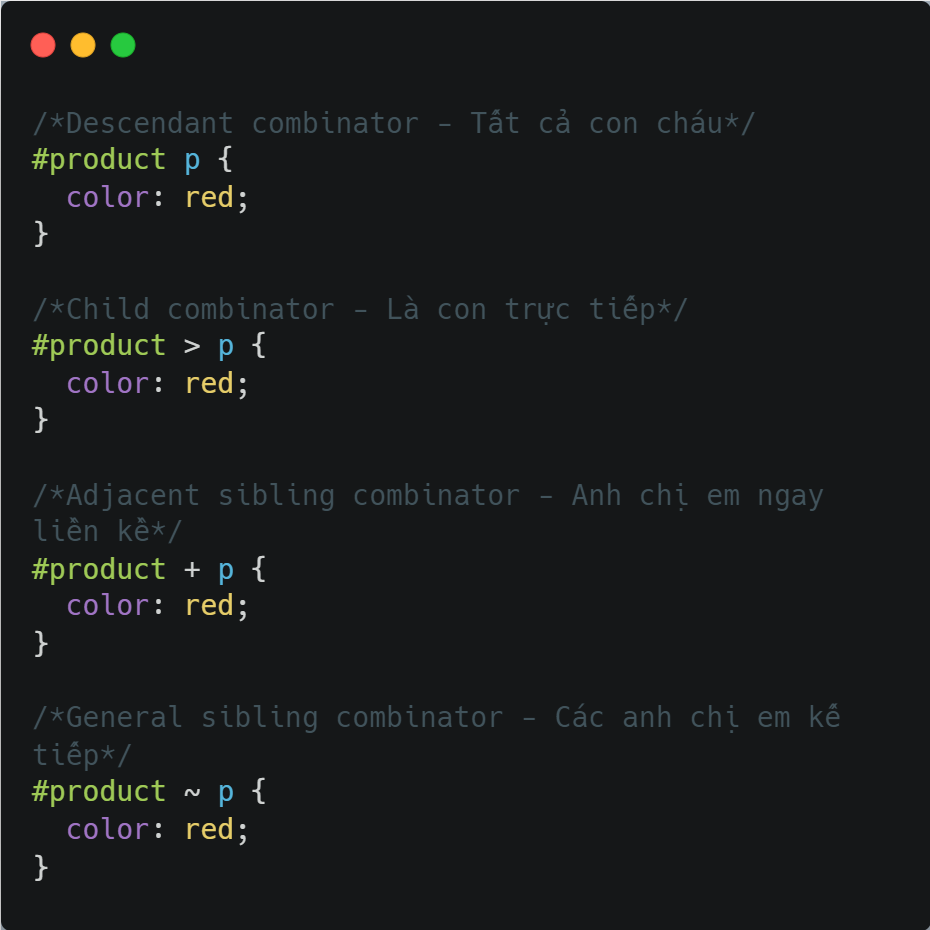 /*Descendant combinator - Tất cả con cháu*/
#product p {
  color: red;
}

/*Child combinator - Là con trực tiếp*/
#product > p {
  color: red;
}

/*Adjacent sibling combinator - Anh chị em ngay
liền kề*/
#product + p {
  color: red;
}

/*General sibling combinator - Các anh chị em kế
tiếp*/
#product ~ p {
  color: red;
}